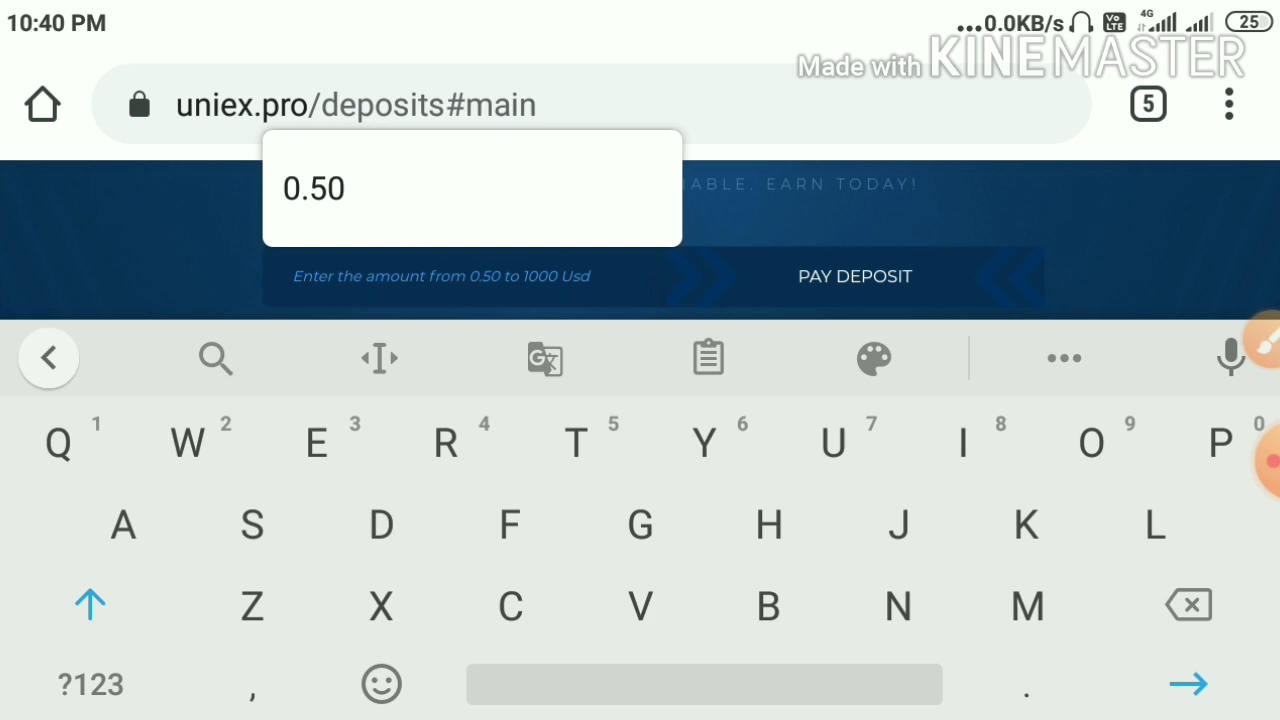 10:40 PM
...0.0KB/s Vo LTE 4G 25
Made with KINEMASTER
uniex.pro/deposits#main 5
0.50
ABLE. EARN TODAY!
Enter the amount from 0.50 to 1000 Usd PAY DEPOSIT
Q 1 W 2 E 3 R 4 T 5 Y 6 U 7 I 8 O 9 P 0
A S D F G H J K L
Z X C V B N M
?123 , .